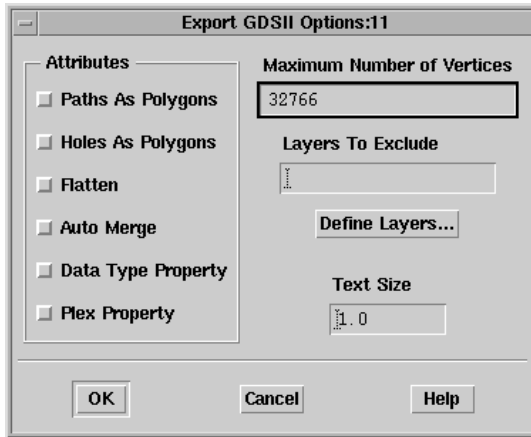 Export GDSII Options:11
Attributes
Paths As Polygons
Holes As Polygons
Flatten
Auto Merge
Data Type Property
Plex Property
Maximum Number of Vertices
32766
Layers To Exclude
Define Layers...
Text Size
1.0
OK
Cancel
Help